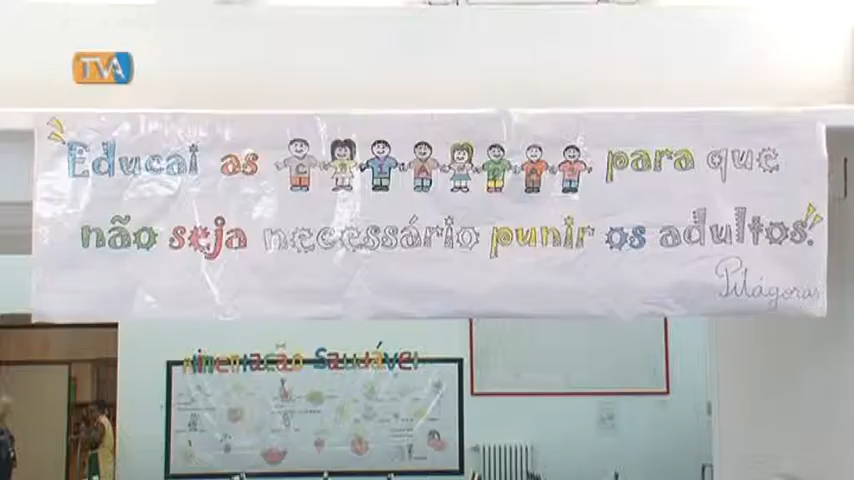 TVA
Educai as CRIANÇAS para que
não seja necessário punir os adultos.
Pitágoras
Alimentação Saudável